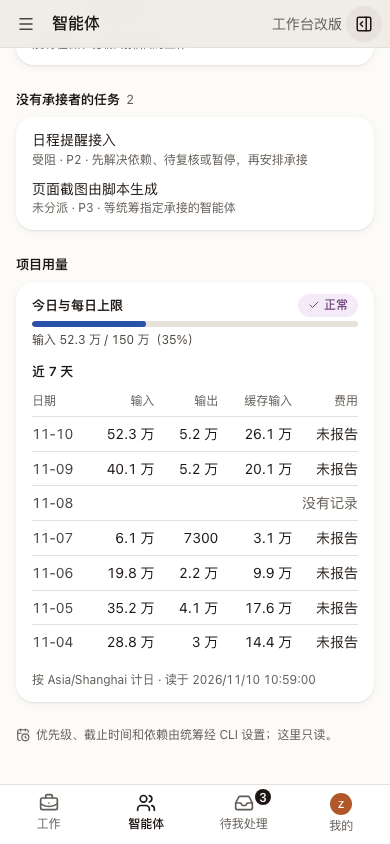 智能体
工作台改版
没有承接者的任务 2
日程提醒接入
受阻 · P2 · 先解决依赖、待复核或暂停，再安排承接
页面截图由脚本生成
未分派 · P3 · 等统筹指定承接的智能体
项目用量
今日与每日上限
正常
输入 52.3 万 / 150 万 (35%)
近 7 天
日期 输入 输出 缓存输入 费用
11-10 52.3 万 5.2 万 26.1 万 未报告
11-09 40.1 万 5.2 万 20.1 万 未报告
11-08 没有记录
11-07 6.1 万 7300 3.1 万 未报告
11-06 19.8 万 2.2 万 9.9 万 未报告
11-05 35.2 万 4.1 万 17.6 万 未报告
11-04 28.8 万 3 万 14.4 万 未报告
按 Asia/Shanghai 计日 · 读于 2026/11/10 10:59:00
优先级、截止时间和依赖由统筹经 CLI 设置；这里只读。
3
Z
工作 智能体 待我处理 我的